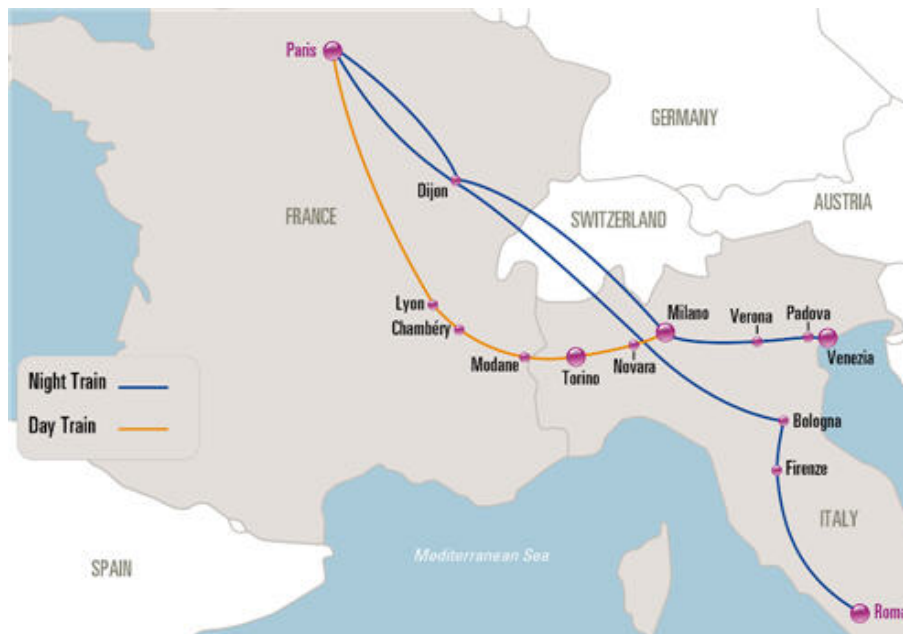 Paris
GERMANY
Dijon
AUSTRIA
FRANCE
SWITZERLAND
Lyon
Milano
Padova
Verona
Chambéry
Venezia
Modane
Novara
Torino
Night Train
Day Train
Bologna
Firenze
ITALY
Mediterranean Sea
SPAIN
Roma